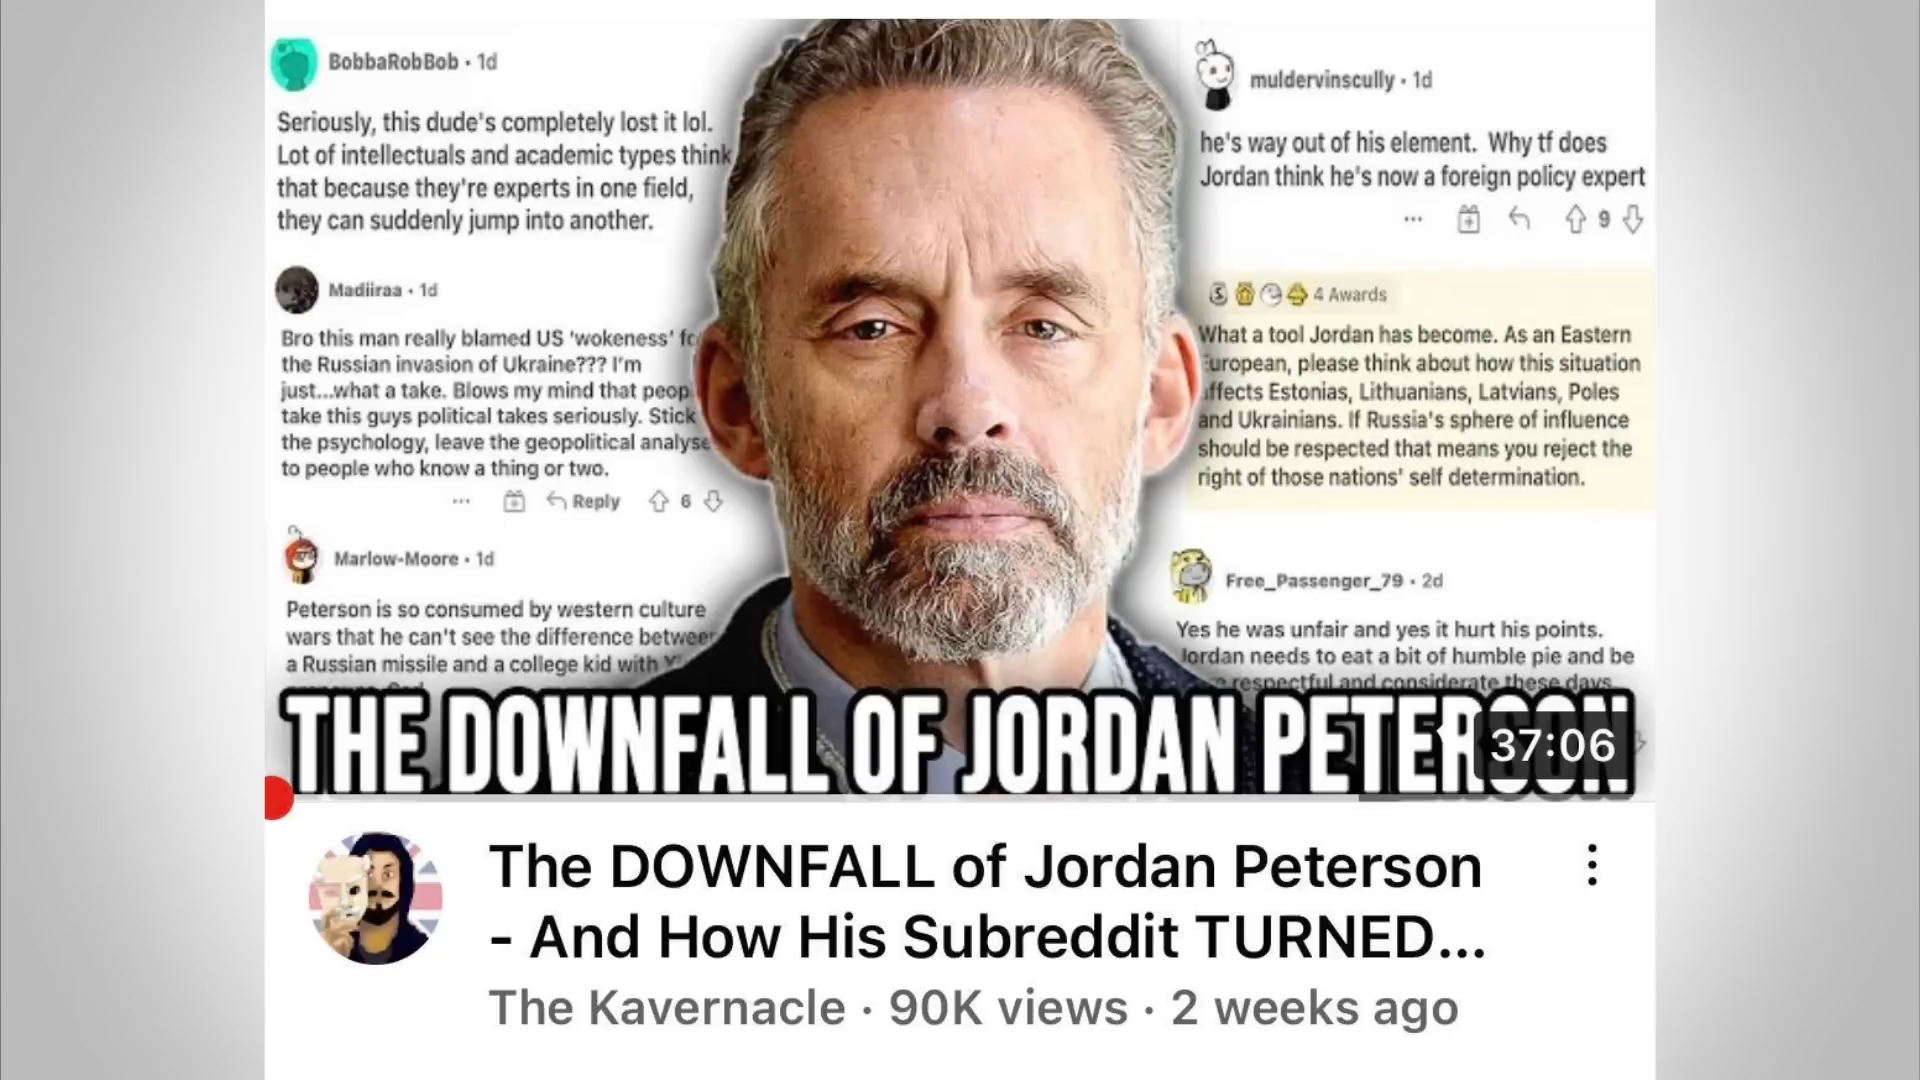 BobbaRobBob • 1d
Seriously, this dude's completely lost it lol.
Lot of intellectuals and academic types think
that because they're experts in one field,
they can suddenly jump into another.
Madiiraa • 1d
Bro this man really blamed US 'wokeness'
the Russian invasion of Ukraine??? I'm
just...what a take. Blows my mind that
take this guys political takes seriously. Stick
the psychology, leave the geopolitical analyse
to people who know a thing or two.
... Reply 6
Marlow-Moore • 1d
Peterson is so consumed by western culture
wars that he can't see the difference between
a Russian missile and a college kid with
muldervinscully • 1d
he's way out of his element. Why tf does
Jordan think he's now a foreign policy expert
... 9
4 Awards
What a tool Jordan has become. As an Eastern
European, please think about how this situation
affects Estonias, Lithuanians, Latvians, Poles
and Ukrainians. If Russia's sphere of influence
should be respected that means you reject the
right of those nations' self determination.
Free_Passenger_79 • 2d
Yes he was unfair and yes it hurt his points.
Jordan needs to eat a bit of humble pie and be
respectful and considerate these days
THE DOWNFALL OF JORDAN PETERSON
37:06
The DOWNFALL of Jordan Peterson
- And How His Subreddit TURNED...
The Kavernacle · 90K views · 2 weeks ago